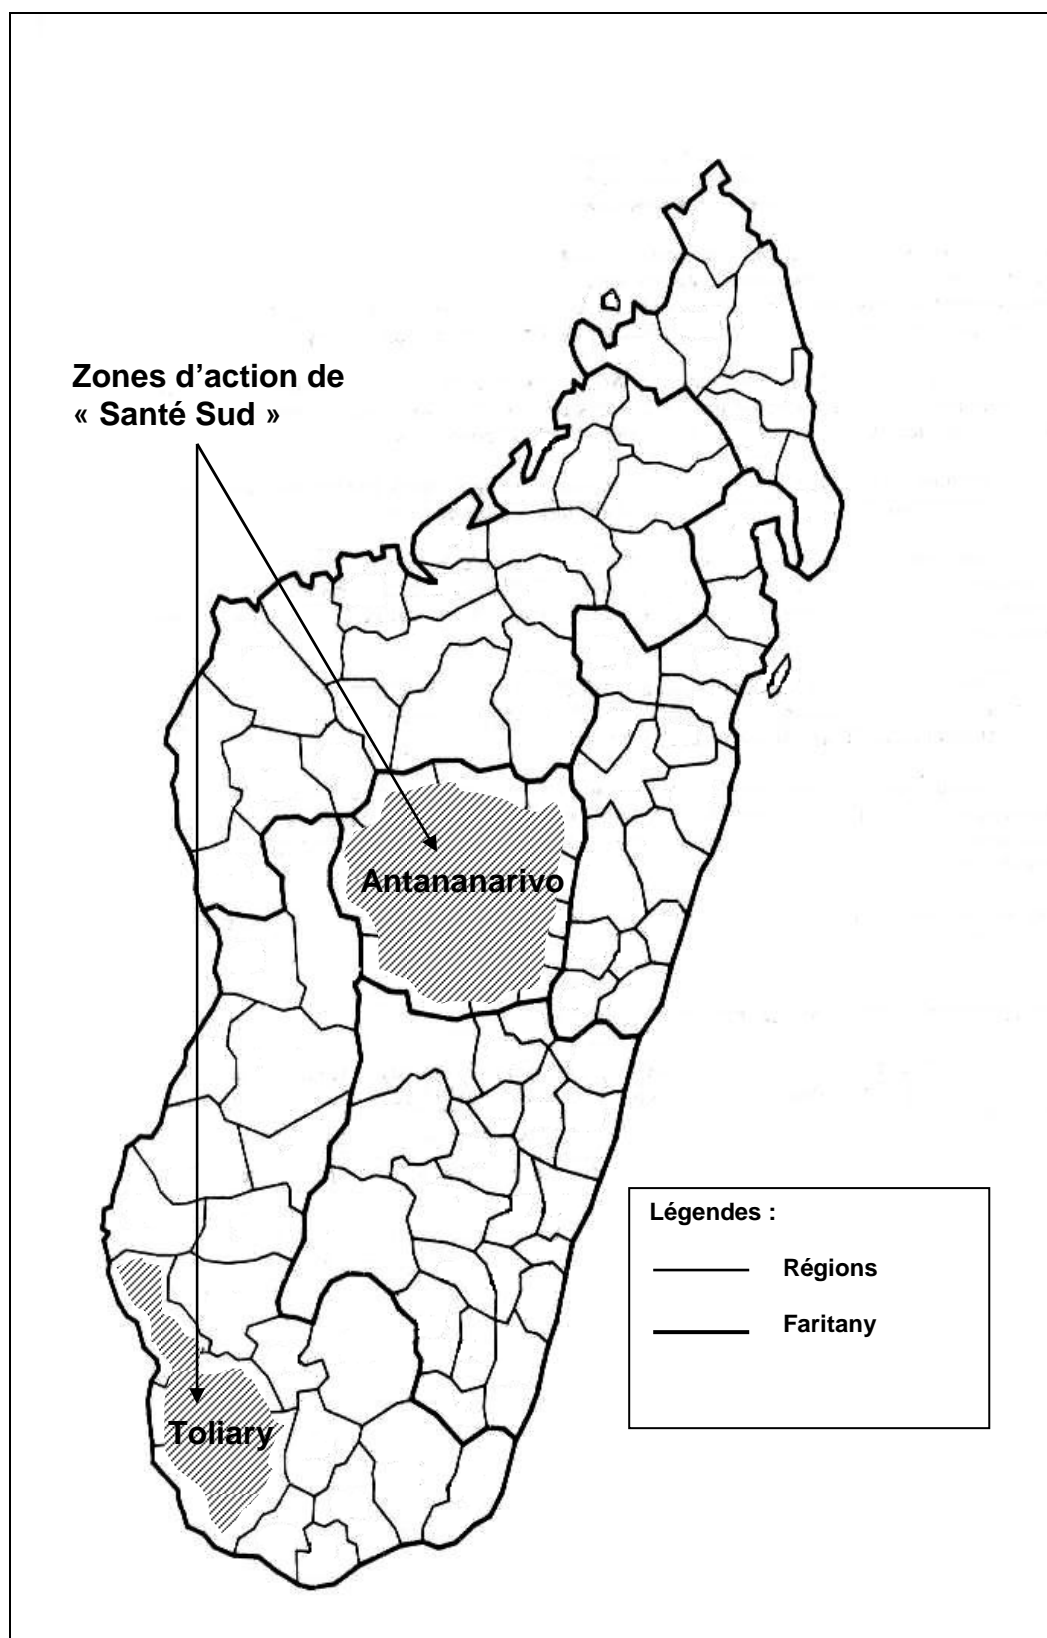 Zones d’action de
« Santé Sud »
Antananarivo
Toliary
Légendes :
Régions
Faritany